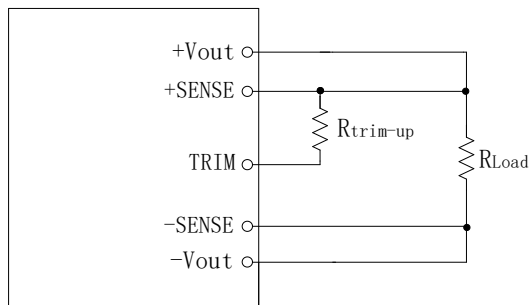 +Vout
+SENSE
Rtrim-up
TRIM
RLoad
-SENSE
-Vout